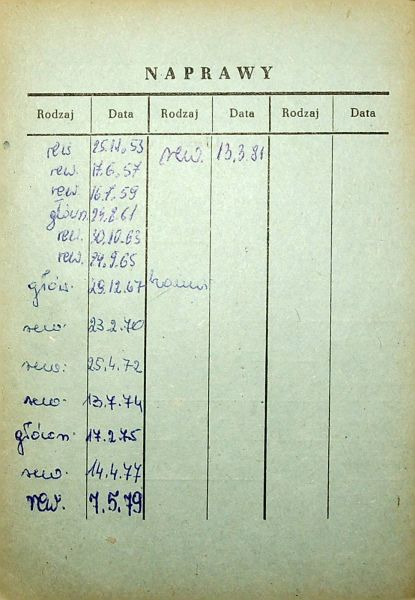 NAPRAWY
Rodzaj Data Rodzaj Data Rodzaj Data
rew. 25.11.53 rew. 13.3.81
rew. 17.6.57
rew. 16.1.59
główn. 24.2.61
rew. 30.10.63
rew. 24.9.65
głów. 29.12.67
rew. 23.2.70
rew. 25.4.72
rew. 13.7.74
główn. 17.2.75
rew. 14.4.77
rew. 7.5.79